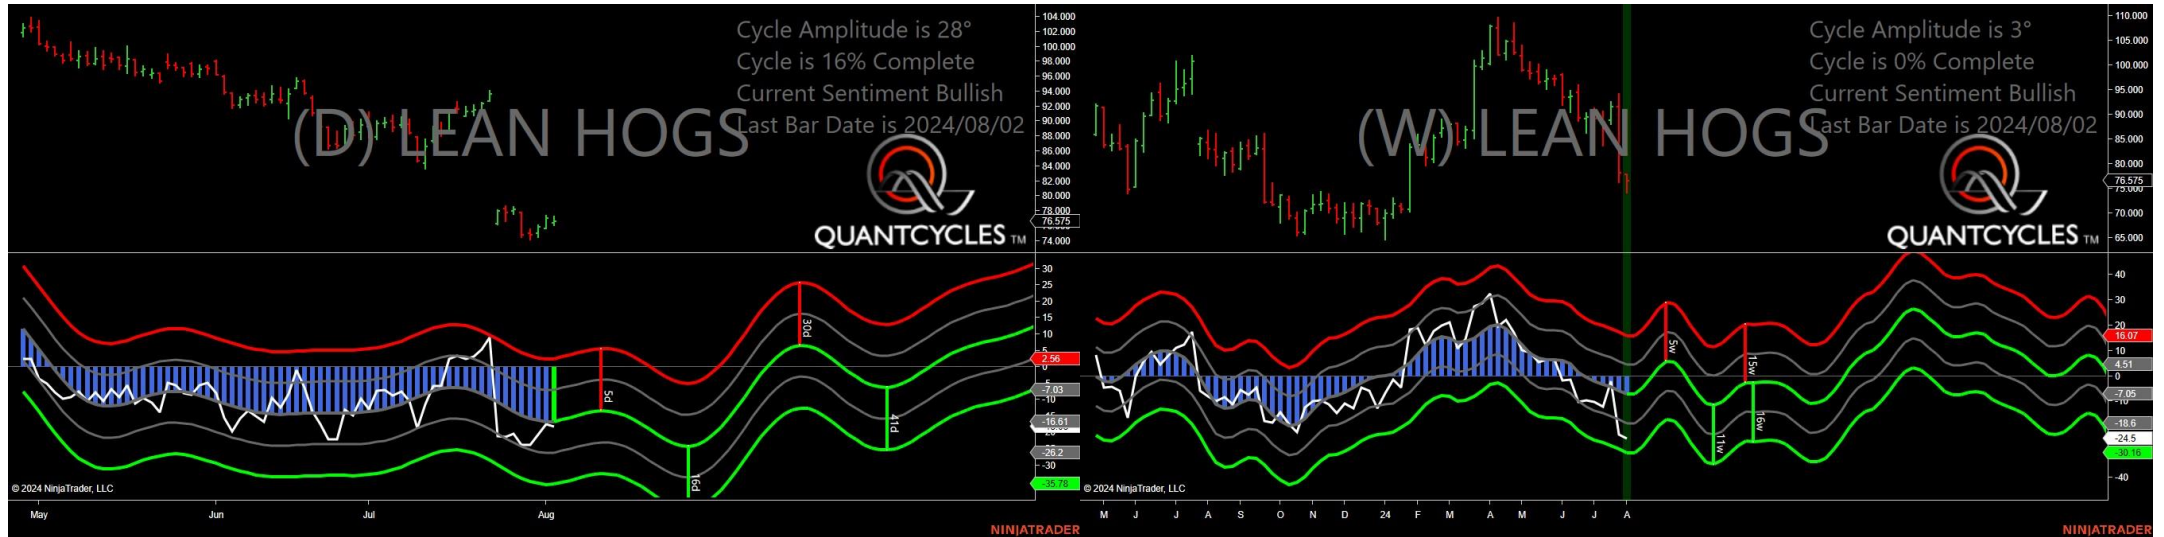 Cycle Amplitude is 28°
Cycle is 16% Complete
Current Sentiment Bullish
Last Bar Date is 2024/08/02
(D) LEAN HOGS
QUANTCYCLES TM
104.000
102.000
100.000
98.000
96.000
94.000
92.000
90.000
88.000
86.000
84.000
82.000
80.000
78.000
76.575
74.000
30
25
20
15
10
5
2.56
0
-7.03
-16.61
-26.2
-30
-35.78
5d
16d
30d
41d
© 2024 NinjaTrader, LLC
May Jun Jul Aug
NINJATRADER
Cycle Amplitude is 3°
Cycle is 0% Complete
Current Sentiment Bullish
Last Bar Date is 2024/08/02
(W) LEAN HOGS
QUANTCYCLES TM
110.000
105.000
100.000
95.000
90.000
85.000
80.000
76.575
75.000
70.000
65.000
40
30
20
16.07
10
4.51
0
-7.05
-10
-18.6
-24.5
-30.16
-40
5w
11w
15w
16w
© 2024 NinjaTrader, LLC
M J J A S O N D 24 F M A M J J A
NINJATRADER